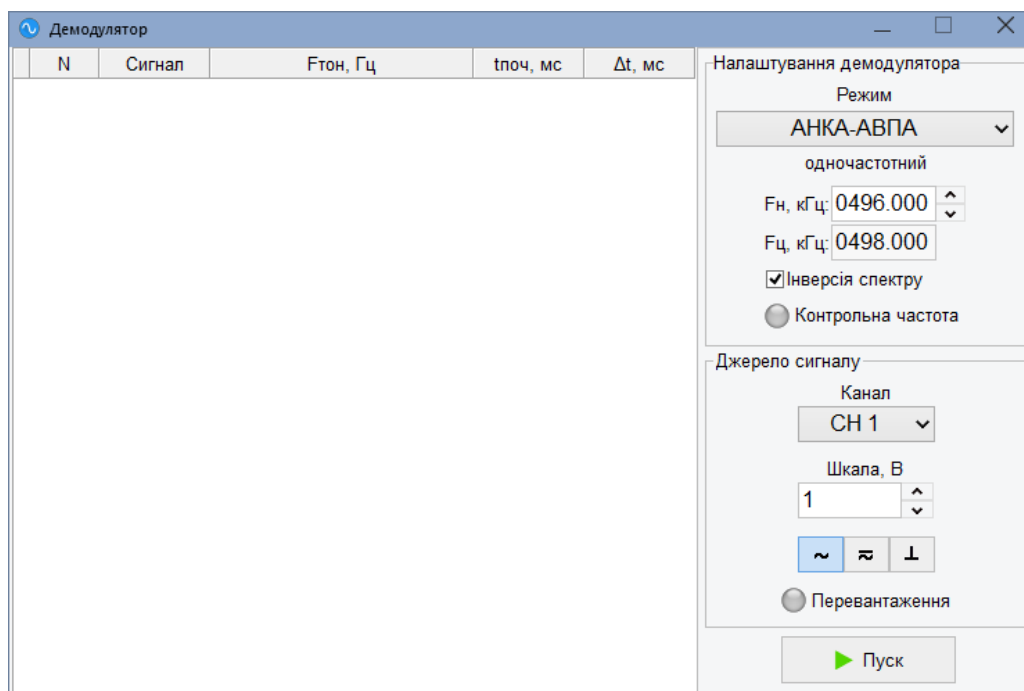 Демодулятор
N Сигнал Fтон, Гц tпоч, мс Δt, мс
Налаштування демодулятора
Режим
АНКА-АВПА
одночастотний
Fн, кГц: 0496.000
Fц, кГц: 0498.000
Інверсія спектру
Контрольна частота
Джерело сигналу
Канал
CH 1
Шкала, В
1
~ ≂ ⊥
Перевантаження
Пуск